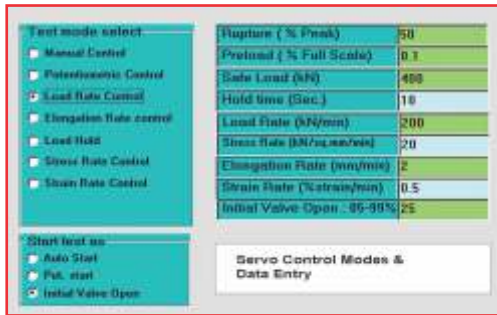 Test mode select
Manual Control
Potentiometric Control
Load Rate Control
Elongation Rate control
Load Hold
Stress Rate Control
Strain Rate Control
Start test as
Auto Start
Pot. start
Initial Valve Open
Rupture ( % Peak) 50
Preload ( % Full Scale) 0.1
Safe Load (kN) 400
Hold time (Sec.) 10
Load Rate (kN/min) 200
Stress Rate (kN/sq.mm/min) 20
Elongation Rate (mm/min) 2
Strain Rate (%strain/min) 0.5
Initial Valve Open : 05-99% 25
Servo Control Modes &
Data Entry